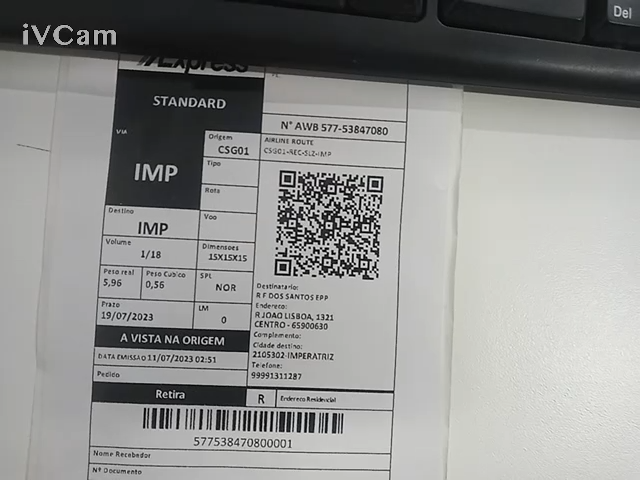 iVCam
Del
Express
STANDARD
N° AWB 577-53847080
VIA
IMP
Origem
CSG01
AIRLINE ROUTE
CSG01-REC-SLZ-IMP
Tipo
Rota
Voo
Destino
IMP
Volume
1/18
Dimensoes
15X15X15
Peso real
5,96
Peso Cubico
0,56
SPL
NOR
Prazo
19/07/2023
LM
0
Destinatario:
R F DOS SANTOS EPP
Endereco:
R JOAO LISBOA, 1321
CENTRO - 65900630
Complemento:
Cidade destino:
2105302-IMPERATRIZ
Telefone:
99991311287
A VISTA NA ORIGEM
DATA EMISSAO 11/07/2023 02:51
Pedido
Retira
R
Endereco Residencial
577538470800001
Nome Recebedor
Nº Documento